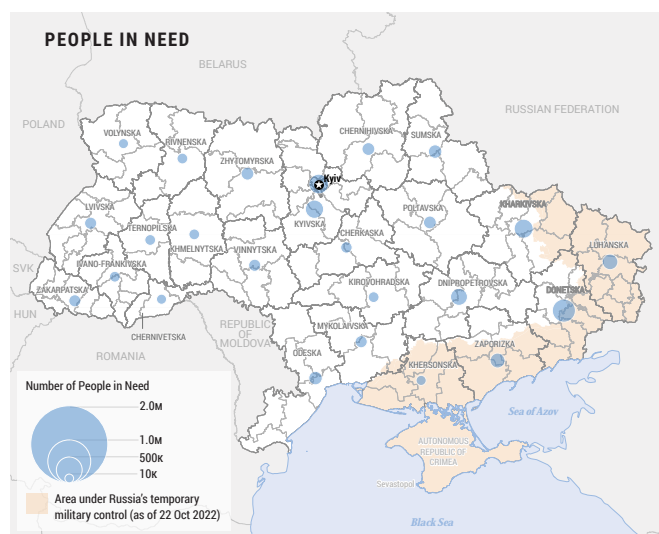 PEOPLE IN NEED
BELARUS
POLAND
RUSSIAN FEDERATION
VOLYNSKA
RIVNENSKA
CHERNIHIVSKA
SUMSKA
ZHYTOMYRSKA
Kyiv
LVIVSKA
TERNOPILSKA
KHMELNYTSKA
KYIVSKA
POLTAVSKA
KHARKIVSKA
CHERKASKA
VINNYTSKA
LUHANSKA
SVK
IVANO-FRANKIVSKA
ZAKARPATSKA
KIROVOHRADSKA
DNIPROPETROVSKA
DONETSKA
HUN
CHERNIVETSKA
REPUBLIC
OF
MOLDOVA
MYKOLAIVSKA
ROMANIA
ODESKA
ZAPORIZKA
KHERSONSKA
Number of People in Need
2.0M
1.0M
500K
10K
Area under Russia's temporary
military control (as of 22 Oct 2022)
Sea of Azov
AUTONOMOUS
REPUBLIC OF
CRIMEA
Sevastopol
Black Sea